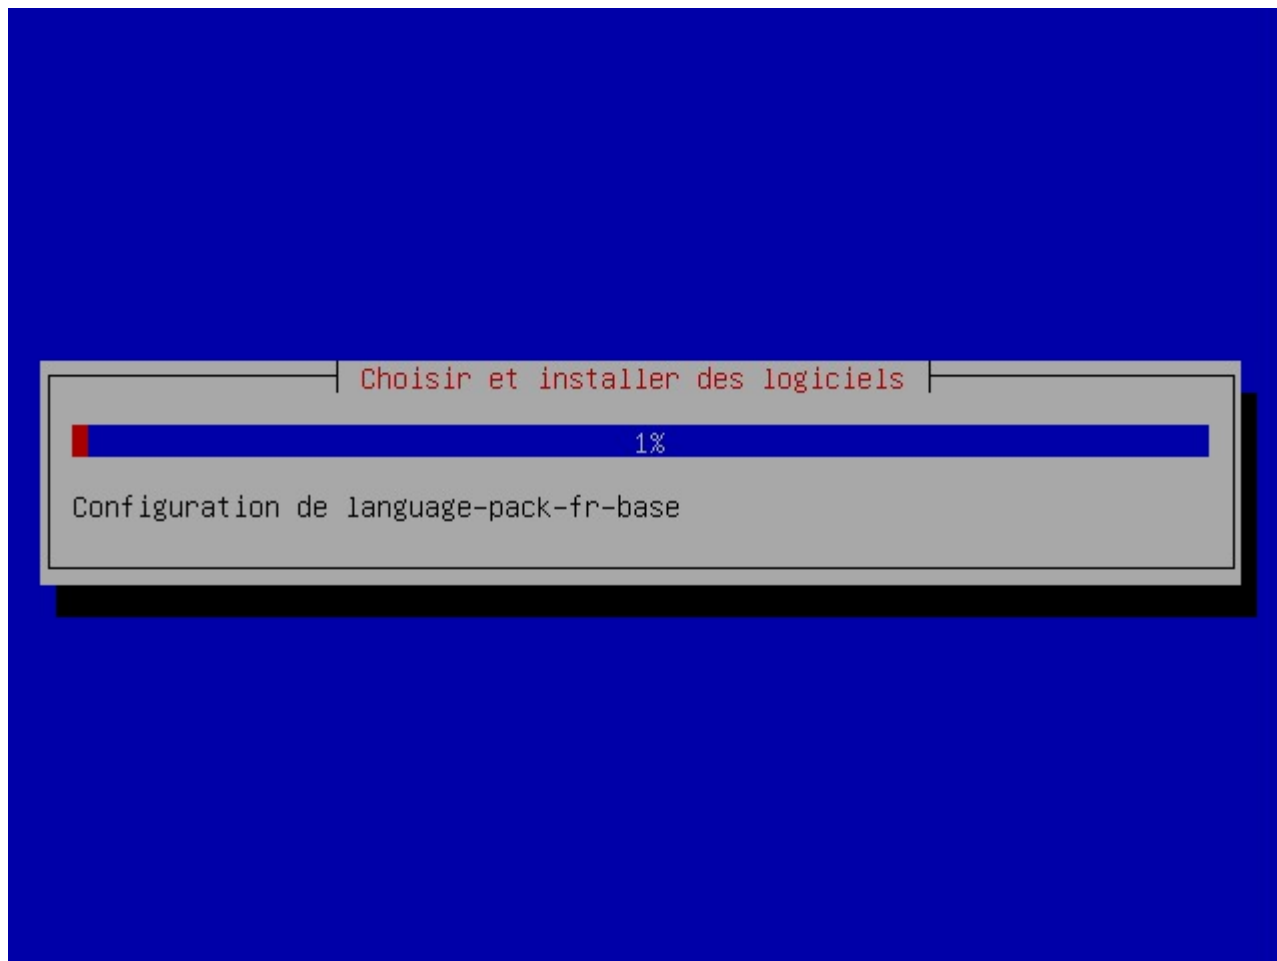 Choisir et installer des logiciels
1%
Configuration de language-pack-fr-base